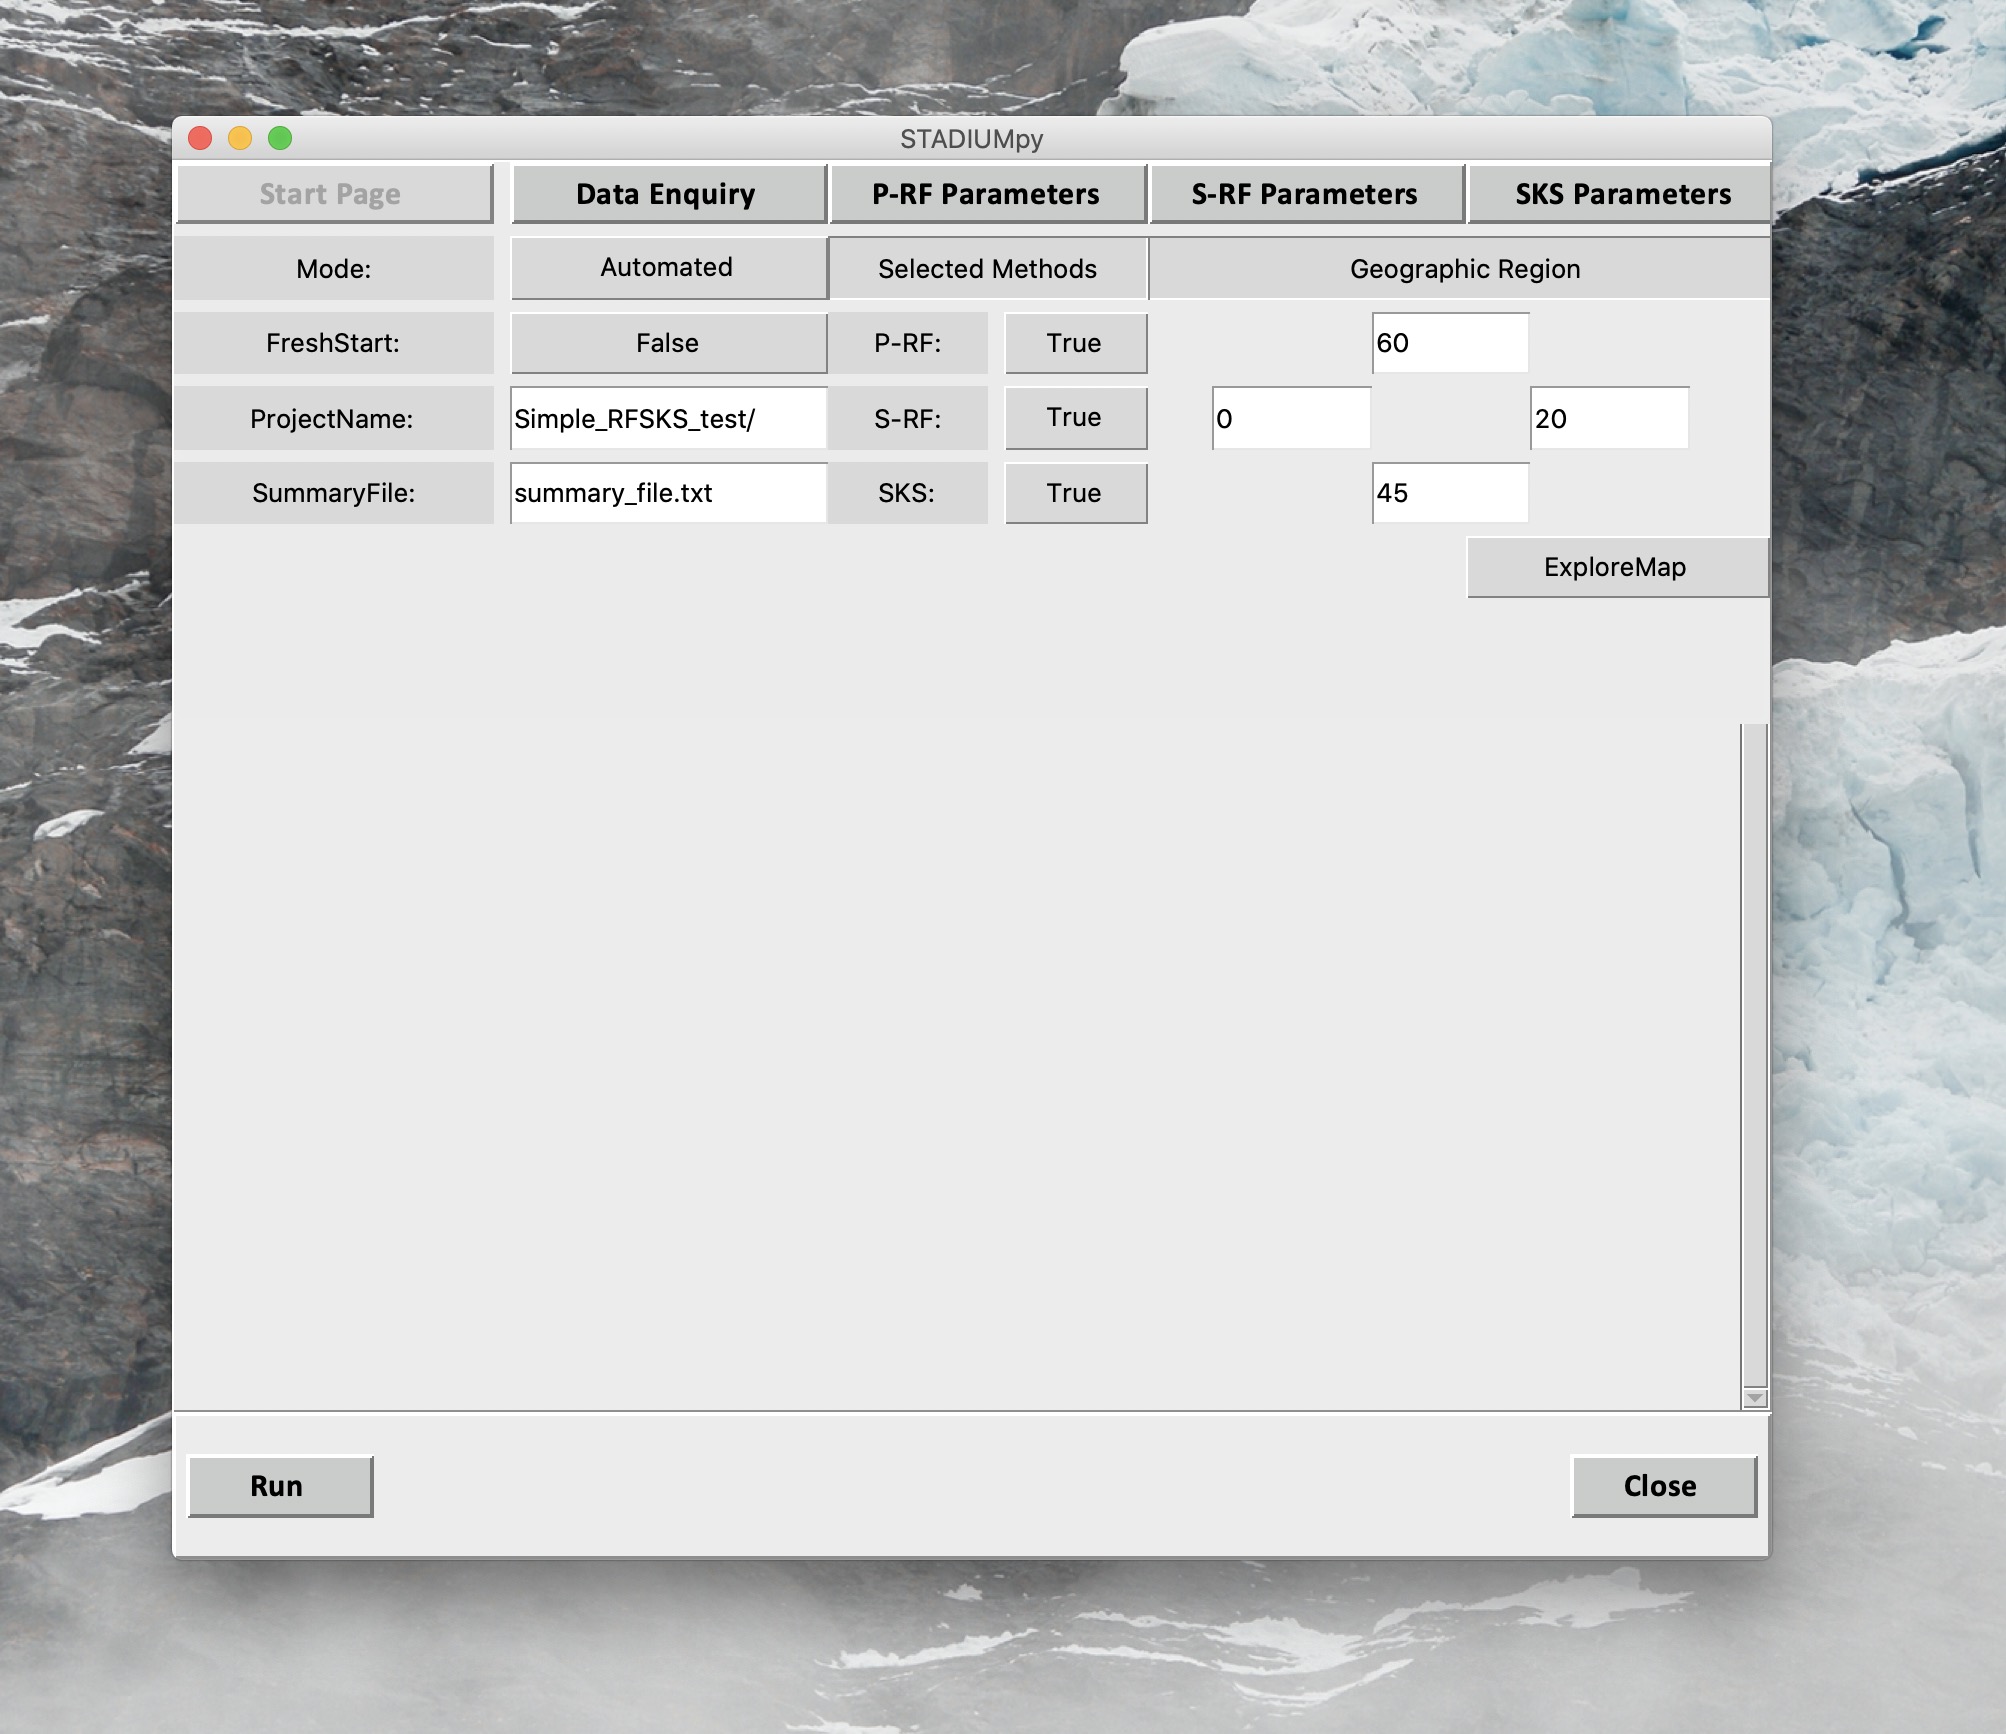 STADIUMpy
Start Page Data Enquiry P-RF Parameters S-RF Parameters SKS Parameters
Mode: Automated Selected Methods Geographic Region
FreshStart: False P-RF: True 60
ProjectName: Simple_RFSKS_test/ S-RF: True 0 20
SummaryFile: summary_file.txt SKS: True 45
ExploreMap
Run Close